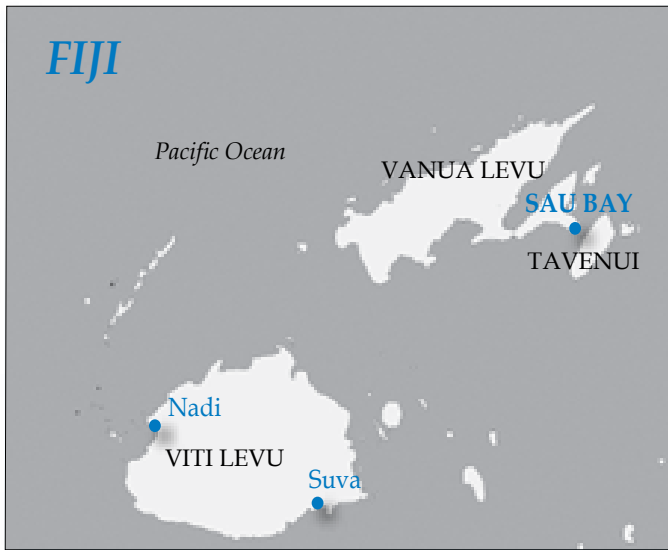 FIJI
Pacific Ocean
VANUA LEVU
SAU BAY
TAVENUI
Nadi
VITI LEVU
Suva